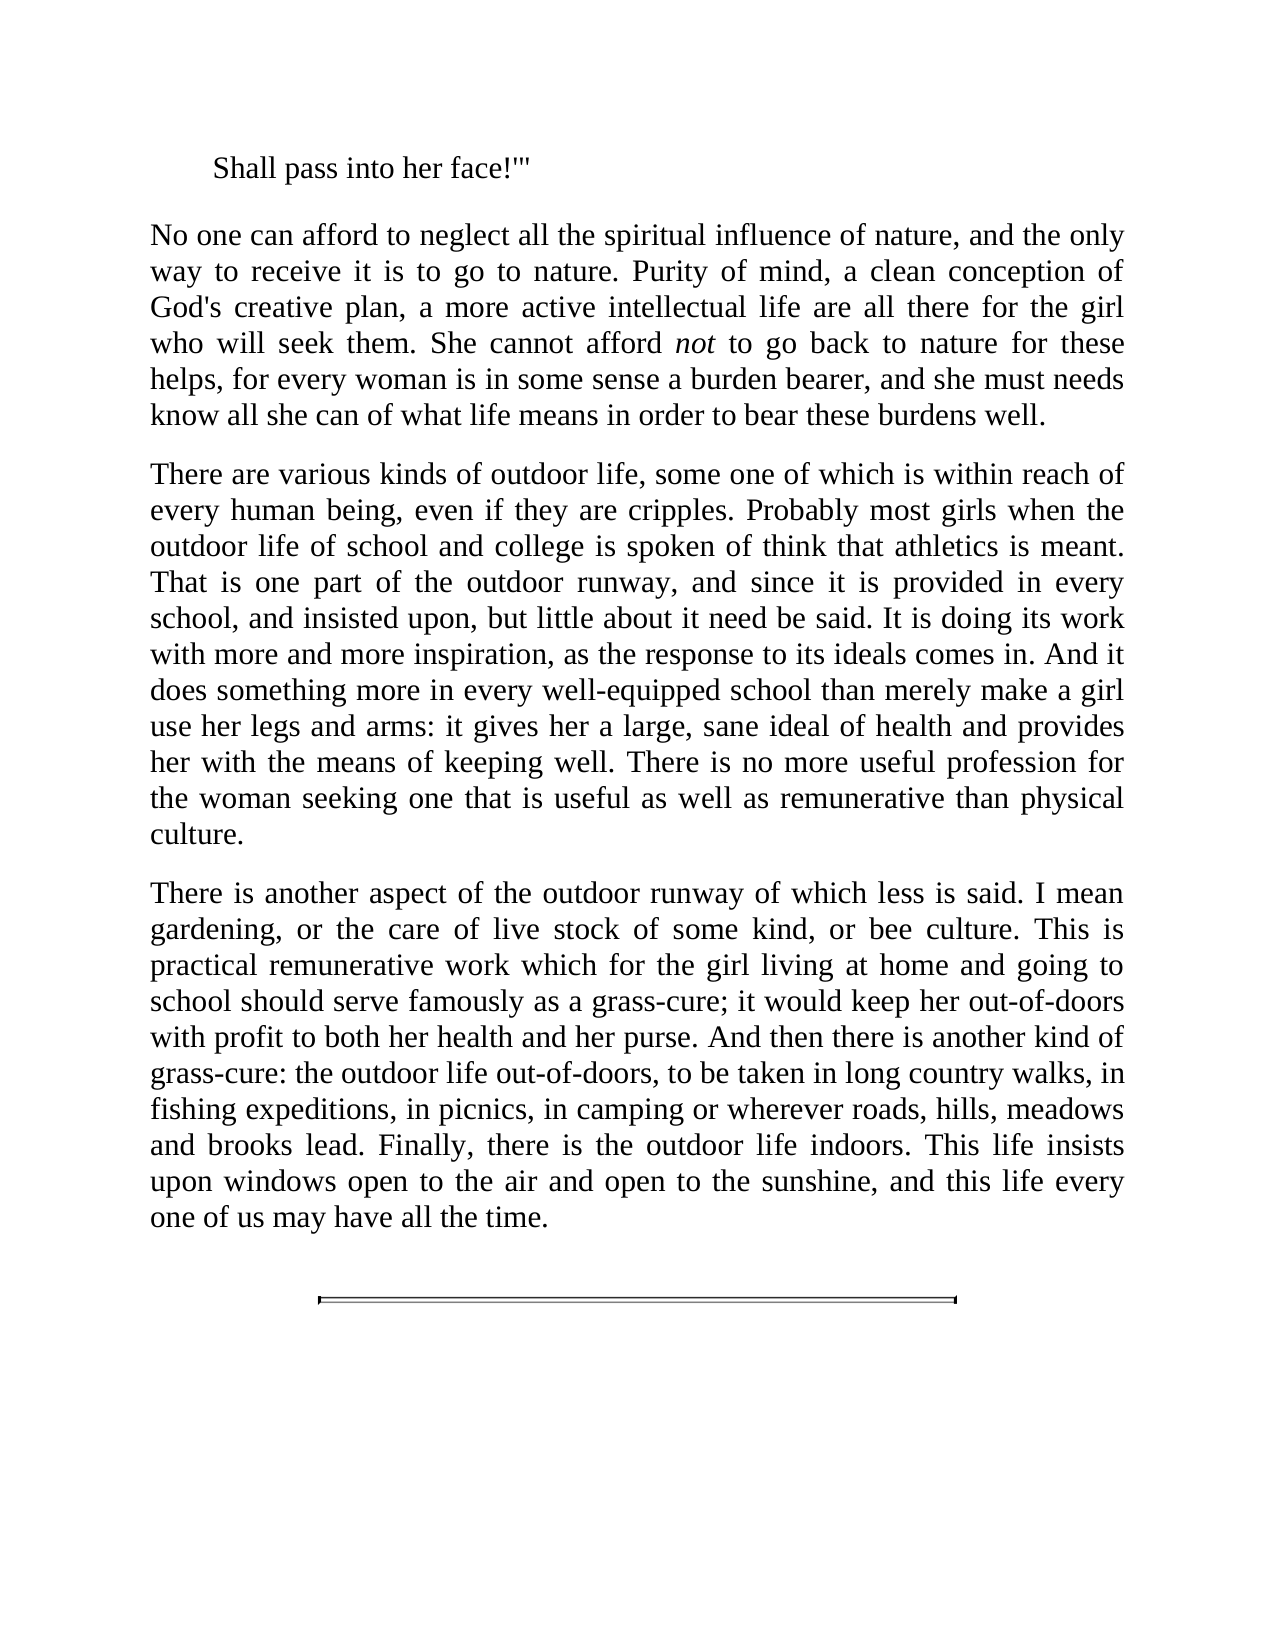 Shall pass into her face!'"
No one can afford to neglect all the spiritual influence of nature, and the only
way to receive it is to go to nature. Purity of mind, a clean conception of
God's creative plan, a more active intellectual life are all there for the girl
who will seek them. She cannot afford not to go back to nature for these
helps, for every woman is in some sense a burden bearer, and she must needs
know all she can of what life means in order to bear these burdens well.
There are various kinds of outdoor life, some one of which is within reach of
every human being, even if they are cripples. Probably most girls when the
outdoor life of school and college is spoken of think that athletics is meant.
That is one part of the outdoor runway, and since it is provided in every
school, and insisted upon, but little about it need be said. It is doing its work
with more and more inspiration, as the response to its ideals comes in. And it
does something more in every well-equipped school than merely make a girl
use her legs and arms: it gives her a large, sane ideal of health and provides
her with the means of keeping well. There is no more useful profession for
the woman seeking one that is useful as well as remunerative than physical
culture.
There is another aspect of the outdoor runway of which less is said. I mean
gardening, or the care of live stock of some kind, or bee culture. This is
practical remunerative work which for the girl living at home and going to
school should serve famously as a grass-cure; it would keep her out-of-doors
with profit to both her health and her purse. And then there is another kind of
grass-cure: the outdoor life out-of-doors, to be taken in long country walks, in
fishing expeditions, in picnics, in camping or wherever roads, hills, meadows
and brooks lead. Finally, there is the outdoor life indoors. This life insists
upon windows open to the air and open to the sunshine, and this life every
one of us may have all the time.